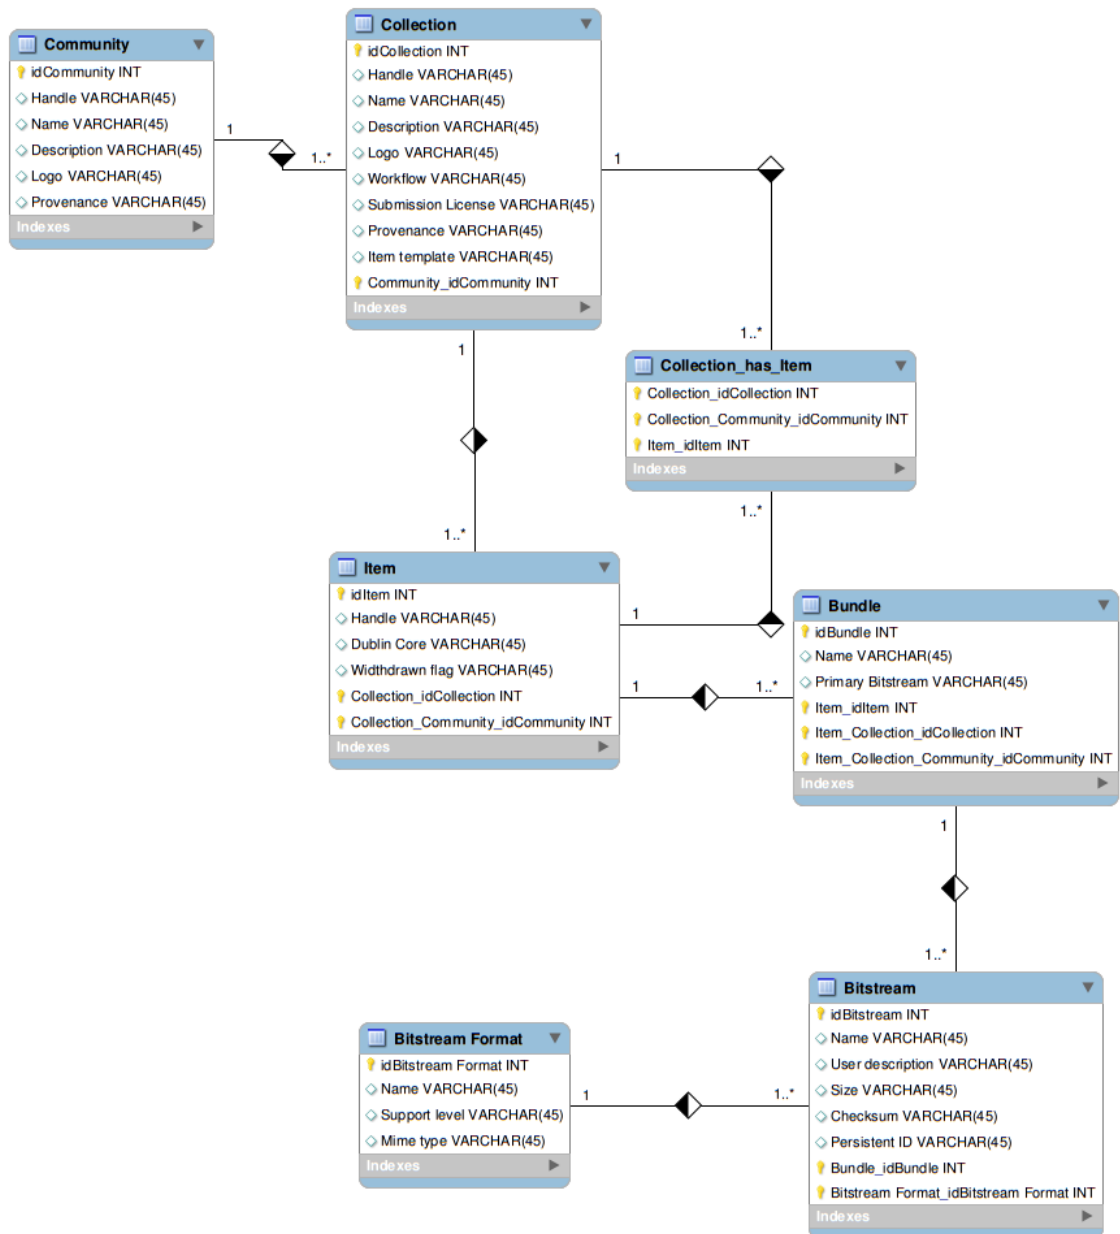 Community
idCommunity INT
Handle VARCHAR(45)
Name VARCHAR(45)
Description VARCHAR(45)
Logo VARCHAR(45)
Provenance VARCHAR(45)
Indexes
1
1..*
Collection
idCollection INT
Handle VARCHAR(45)
Name VARCHAR(45)
Description VARCHAR(45)
Logo VARCHAR(45)
Workflow VARCHAR(45)
Submission License VARCHAR(45)
Provenance VARCHAR(45)
Item template VARCHAR(45)
Community_idCommunity INT
Indexes
1
1..*
Collection_has_Item
Collection_idCollection INT
Collection_Community_idCommunity INT
Item_idItem INT
Indexes
1..*
1
1
1..*
Item
idItem INT
Handle VARCHAR(45)
Dublin Core VARCHAR(45)
Widthdrawn flag VARCHAR(45)
Collection_idCollection INT
Collection_Community_idCommunity INT
Indexes
1
1..*
Bundle
idBundle INT
Name VARCHAR(45)
Primary Bitstream VARCHAR(45)
Item_idItem INT
Item_Collection_idCollection INT
Item_Collection_Community_idCommunity INT
Indexes
1
1..*
Bitstream
idBitstream INT
Name VARCHAR(45)
User description VARCHAR(45)
Size VARCHAR(45)
Checksum VARCHAR(45)
Persistent ID VARCHAR(45)
Bundle_idBundle INT
Bitstream Format_idBitstream Format INT
Indexes
Bitstream Format
idBitstream Format INT
Name VARCHAR(45)
Support level VARCHAR(45)
Mime type VARCHAR(45)
Indexes
1
1..*